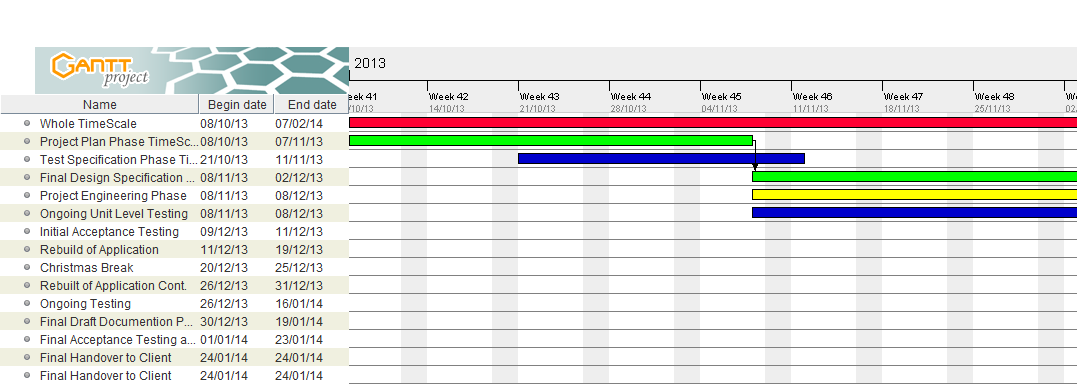 GANTT
project
2013
Week 41 Week 42 Week 43 Week 44 Week 45 Week 46 Week 47 Week 48
/10/13 14/10/13 21/10/13 28/10/13 04/11/13 11/11/13 18/11/13 25/11/13 02
Name Begin date End date
Whole TimeScale 08/10/13 07/02/14
Project Plan Phase TimeSc... 08/10/13 07/11/13
Test Specification Phase Ti... 21/10/13 11/11/13
Final Design Specification ... 08/11/13 02/12/13
Project Engineering Phase 08/11/13 08/12/13
Ongoing Unit Level Testing 08/11/13 08/12/13
Initial Acceptance Testing 09/12/13 11/12/13
Rebuild of Application 11/12/13 19/12/13
Christmas Break 20/12/13 25/12/13
Rebuilt of Application Cont. 26/12/13 31/12/13
Ongoing Testing 26/12/13 16/01/14
Final Draft Documention P... 30/12/13 19/01/14
Final Acceptance Testing a... 01/01/14 23/01/14
Final Handover to Client 24/01/14 24/01/14
Final Handover to Client 24/01/14 24/01/14